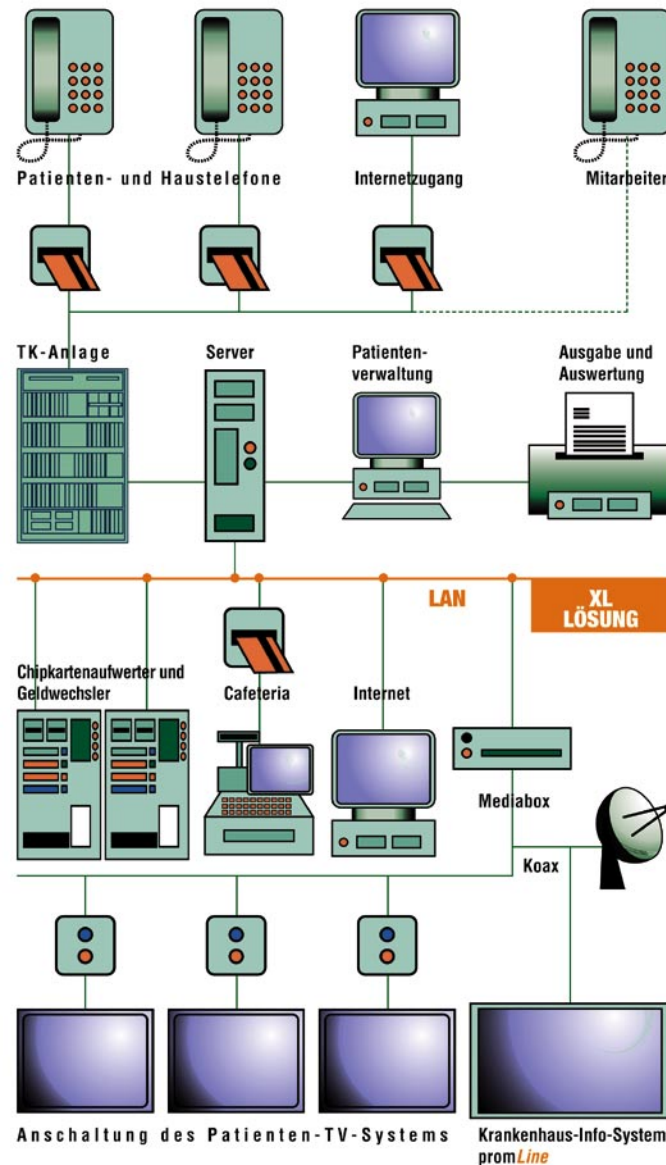 Patienten- und Haustelefone
Internetzugang
Mitarbeiter
TK-Anlage
Server
Patienten-
verwaltung
Ausgabe und
Auswertung
LAN
XL
LÖSUNG
Chipkartenaufwerter und
Geldwechsler
Cafeteria
Internet
Mediabox
Koax
Anschaltung des Patienten-TV-Systems
Krankenhaus-Info-System
promLine